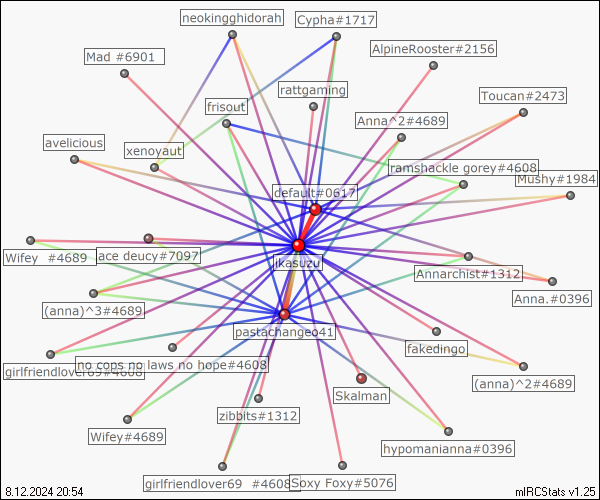 neokingghidorah
Cypha#1717
Mad #6901
AlpineRooster#2156
rattgaming
Toucan#2473
frisout
Anna^2#4689
avelicious
xenoyaut
ramshackle gorey#4608
Mushy#1984
default#0617
Wifey #4689
ace deucy#7097
jkasuzu
Annarchist#1312
Anna.#0396
(anna)^3#4689
pastachangeo41
fakedingo
girlfriendlover69#4608
no cops no laws no hope#4608
(anna)^2#4689
Skalman
zibbits#1312
Wifey#4689
hypomanianna#0396
girlfriendlover69 #4608
Soxy Foxy#5076
8.12.2024 20:54
mIRCStats v1.25